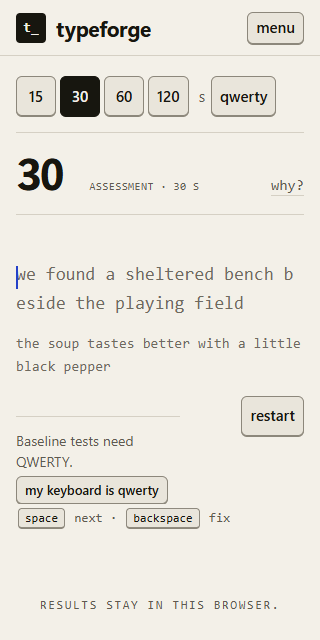 t_ typeforge menu
15 30 60 120 s qwerty
30 ASSESSMENT · 30 S why?
we found a sheltered bench b
eside the playing field
the soup tastes better with a little
black pepper
restart
Baseline tests need
QWERTY.
my keyboard is qwerty
space next · backspace fix
RESULTS STAY IN THIS BROWSER.